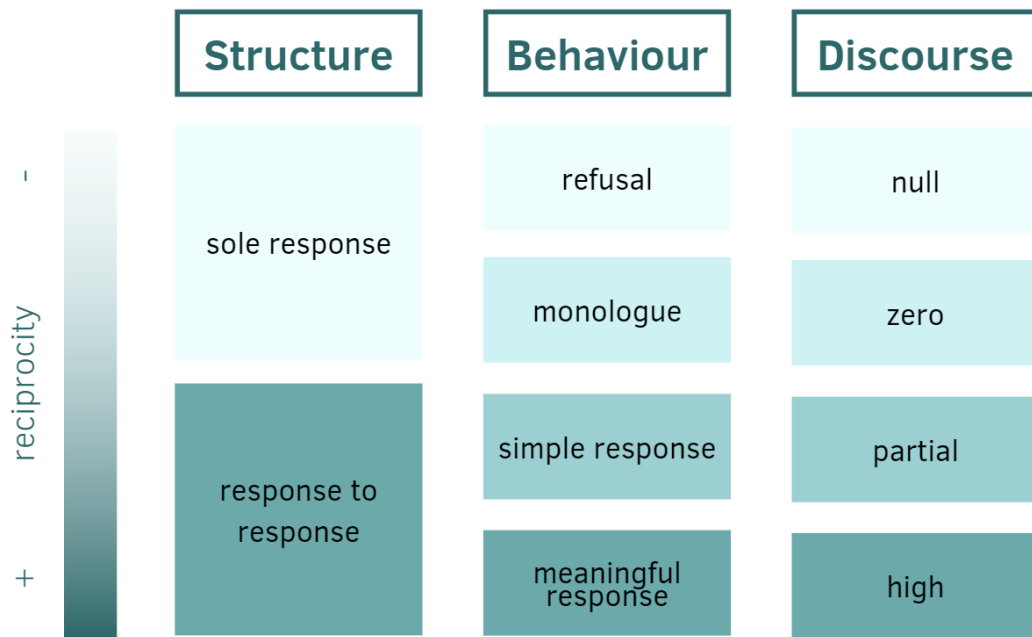 Structure
Behaviour
Discourse
-
reciprocity
+
sole response
response to
response
refusal
monologue
simple response
meaningful
response
null
zero
partial
high